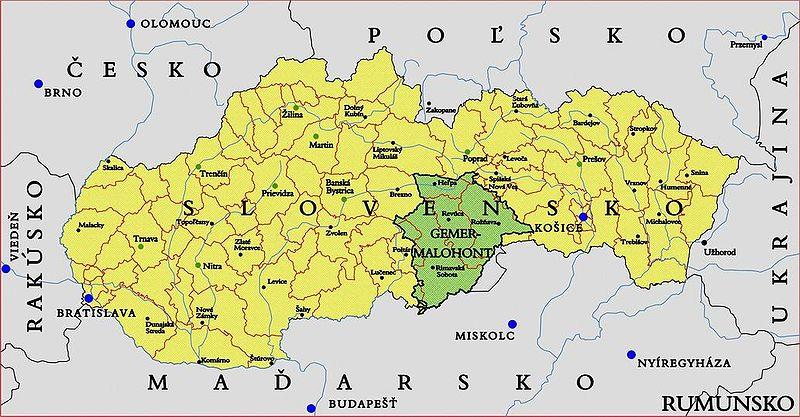 OLOMOUC
POĽSKO
Przemysl
ČESKO
BRNO
Zakopane
Stará
Ľubovňa
Bardejov
Stropkov
Žilina
Dolný
Kubín
Martin
Liptovský
Mikuláš
Poprad
Levoča
Prešov
Skalica
Trenčín
Prievidza
Banská
Bystrica
Brezno
Heľpa
Spišská
Nová Ves
Vranov
Humenné
Snina
RAKÚSKO
VIEDEŇ
UKRAJINA
SLOVENSKO
Malacky
Topoľčany
Zvolen
Revúca
Rožňava
KOŠICE
Michalovce
Trnava
Zlaté
Moravce
GEMER-
MALOHONT
Trebišov
Užhorod
Nitra
Levice
Lučenec
Rimavská
Sobota
BRATISLAVA
Dunajská
Streda
Nové
Zámky
Šahy
MISKOLC
Komárno
Štúrovo
NYÍREGYHÁZA
MAĎARSKO
BUDAPEŠŤ
RUMUNSKO